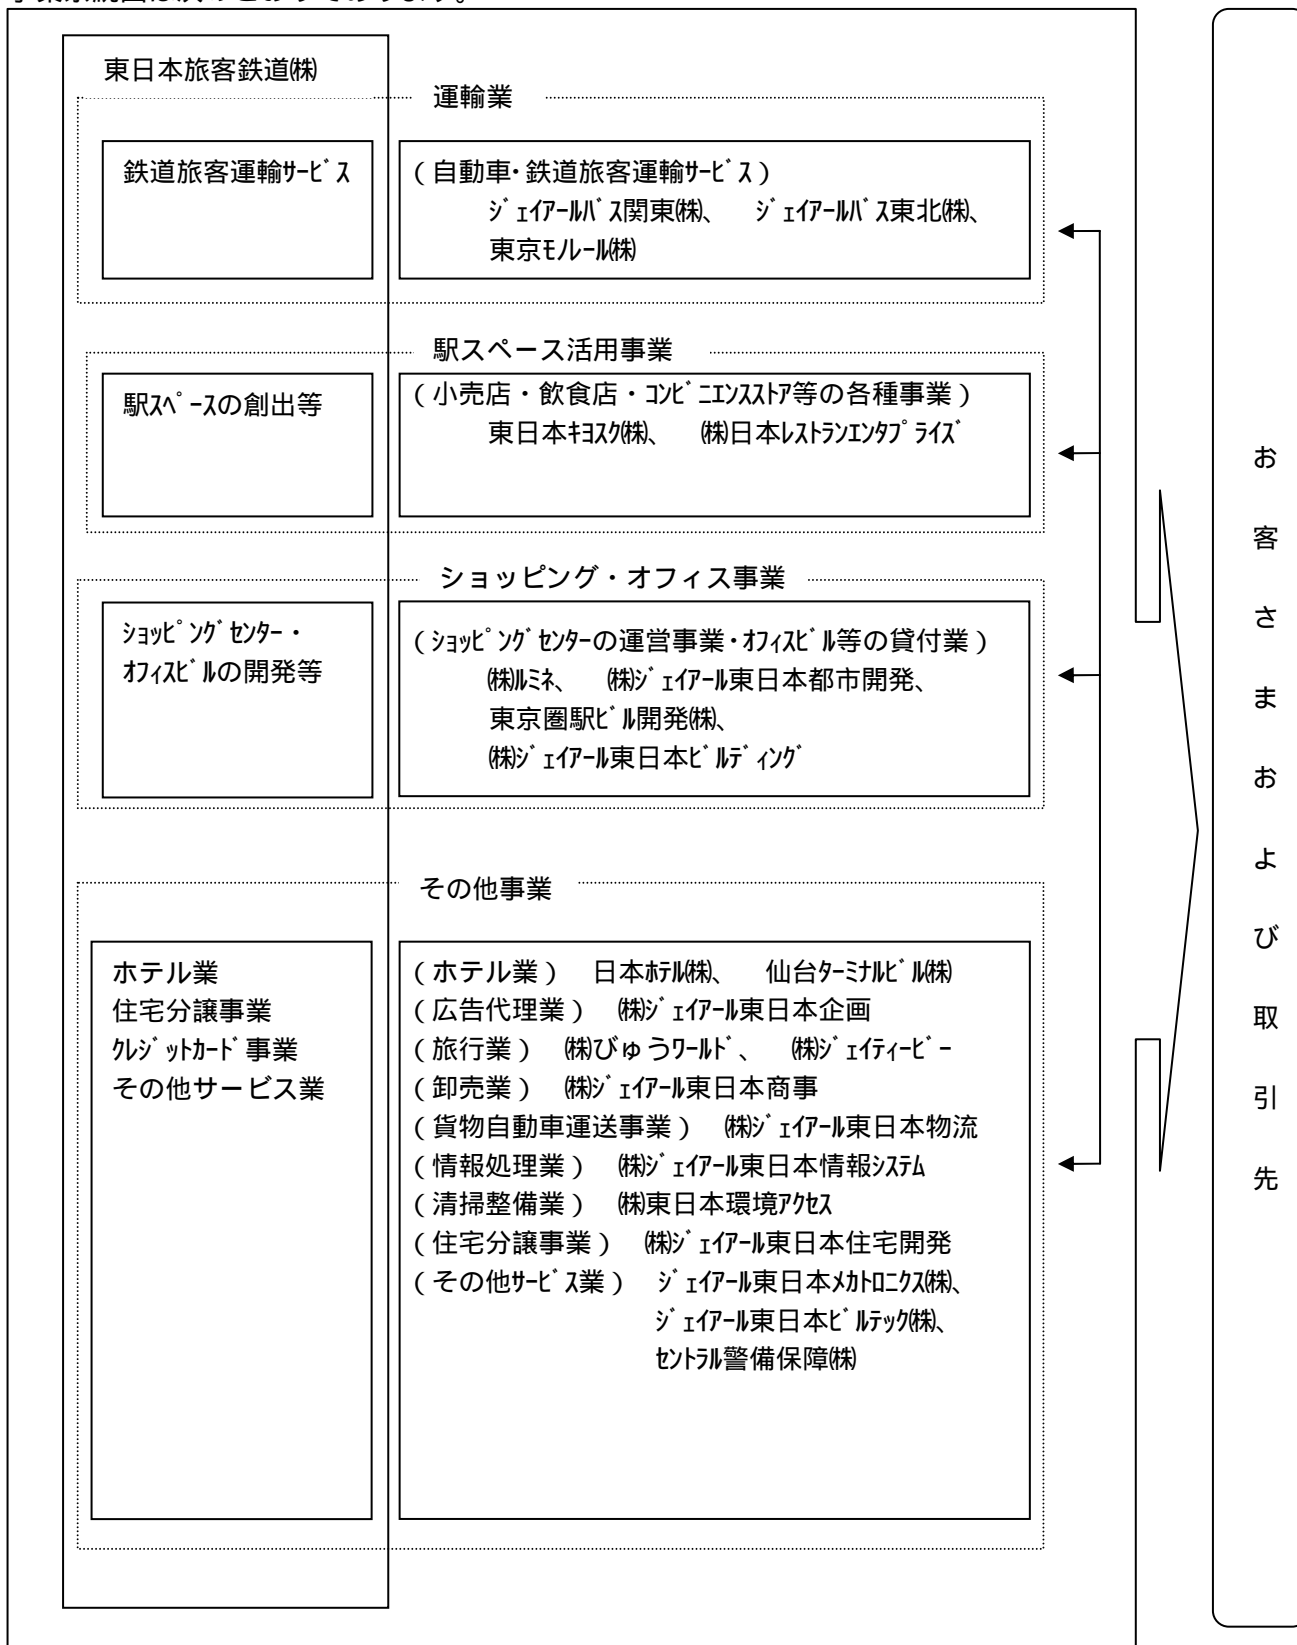 事業系統図は次のとおりであります。
東日本旅客鉄道㈱
運輸業
鉄道旅客運輸ｻｰﾋﾞｽ
（自動車・鉄道旅客運輸ｻｰﾋﾞｽ）
ｼﾞｪｲｱｰﾙﾊﾞｽ関東㈱、　ｼﾞｪｲｱｰﾙﾊﾞｽ東北㈱、
東京ﾓﾉﾚｰﾙ㈱
駅スペース活用事業
駅ｽﾍﾟｰｽの創出等
（小売店・飲食店・ｺﾝﾋﾞﾆｴﾝｽｽﾄｱ等の各種事業）
東日本ｷﾖｽｸ㈱、　㈱日本ﾚｽﾄﾗﾝｴﾝﾀﾌﾟﾗｲｽﾞ
ショッピング・オフィス事業
ｼｮｯﾋﾟﾝｸﾞｾﾝﾀｰ・
ｵﾌｨｽﾋﾞﾙの開発等
（ｼｮｯﾋﾟﾝｸﾞｾﾝﾀｰの運営事業・ｵﾌｨｽﾋﾞﾙ等の貸付業）
㈱ﾙﾐﾈ、　㈱ｼﾞｪｲｱｰﾙ東日本都市開発、
東京圏駅ﾋﾞﾙ開発㈱、
㈱ｼﾞｪｲｱｰﾙ東日本ﾋﾞﾙﾃﾞｨﾝｸﾞ
その他事業
ホテル業
住宅分譲事業
ｸﾚｼﾞｯﾄｶｰﾄﾞ事業
その他サービス業
（ホテル業）　日本ﾎﾃﾙ㈱、　仙台ﾀｰﾐﾅﾙﾋﾞﾙ㈱
（広告代理業）　㈱ｼﾞｪｲｱｰﾙ東日本企画
（旅行業）　㈱びゅうﾜｰﾙﾄﾞ、　㈱ｼﾞｪｲﾃｨｰﾋﾞｰ
（卸売業）　㈱ｼﾞｪｲｱｰﾙ東日本商事
（貨物自動車運送事業）　㈱ｼﾞｪｲｱｰﾙ東日本物流
（情報処理業）　㈱ｼﾞｪｲｱｰﾙ東日本情報ｼｽﾃﾑ
（清掃整備業）　㈱東日本環境ｱｸｾｽ
（住宅分譲事業）　㈱ｼﾞｪｲｱｰﾙ東日本住宅開発
（その他ｻｰﾋﾞｽ業）　ｼﾞｪｲｱｰﾙ東日本ﾒｶﾄﾛﾆｸｽ㈱、
ｼﾞｪｲｱｰﾙ東日本ﾋﾞﾙﾃｯｸ㈱、
ｾﾝﾄﾗﾙ警備保障㈱
お客さまおよび取引先